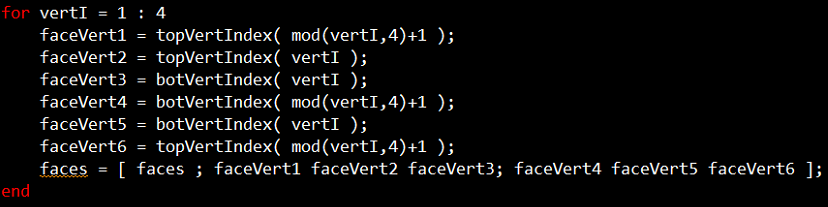 for vertI = 1 : 4
faceVert1 = topVertIndex( mod(vertI,4)+1 );
faceVert2 = topVertIndex( vertI );
faceVert3 = botVertIndex( vertI );
faceVert4 = botVertIndex( mod(vertI,4)+1 );
faceVert5 = botVertIndex( vertI );
faceVert6 = topVertIndex( mod(vertI,4)+1 );
faces = [ faces ; faceVert1 faceVert2 faceVert3; faceVert4 faceVert5 faceVert6 ];
end